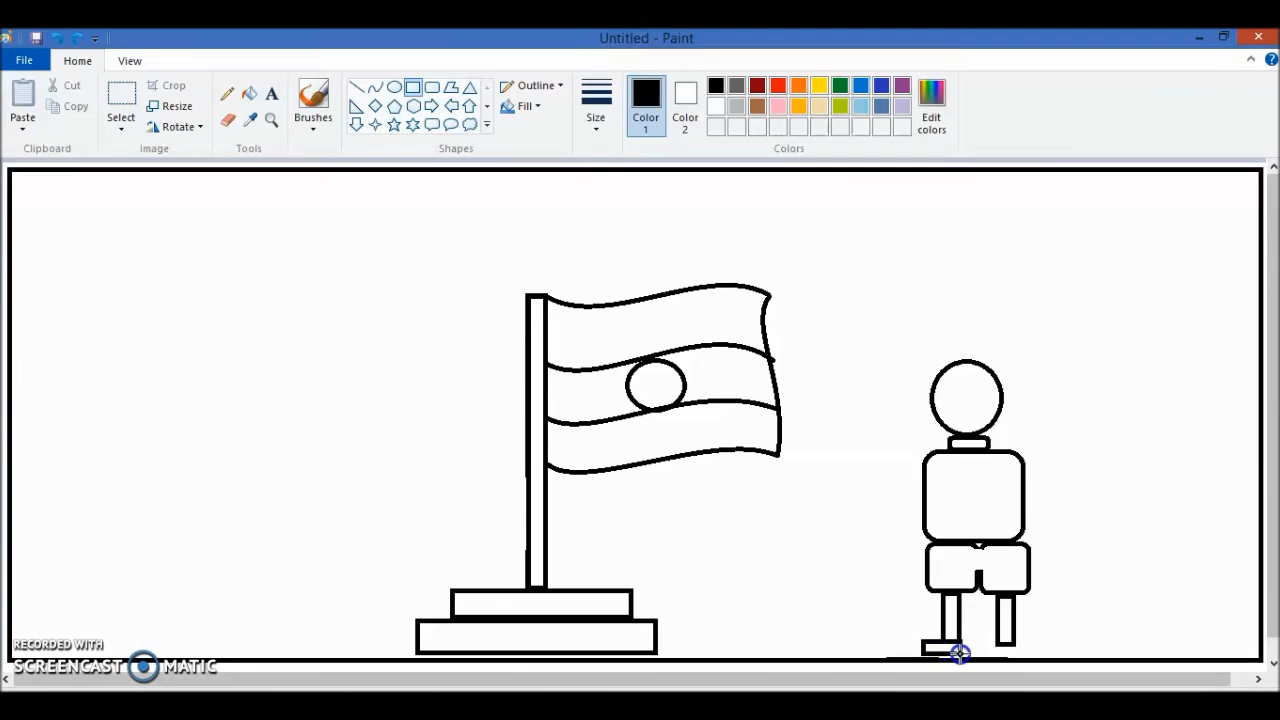 Untitled - Paint
File Home View
Paste Cut Copy
Clipboard
Select Crop Resize Rotate
Image
A
Tools
Brushes
Outline Fill
Shapes
Size
Color 1 Color 2
Edit colors
Colors
RECORDED WITH
SCREENCAST MATIC